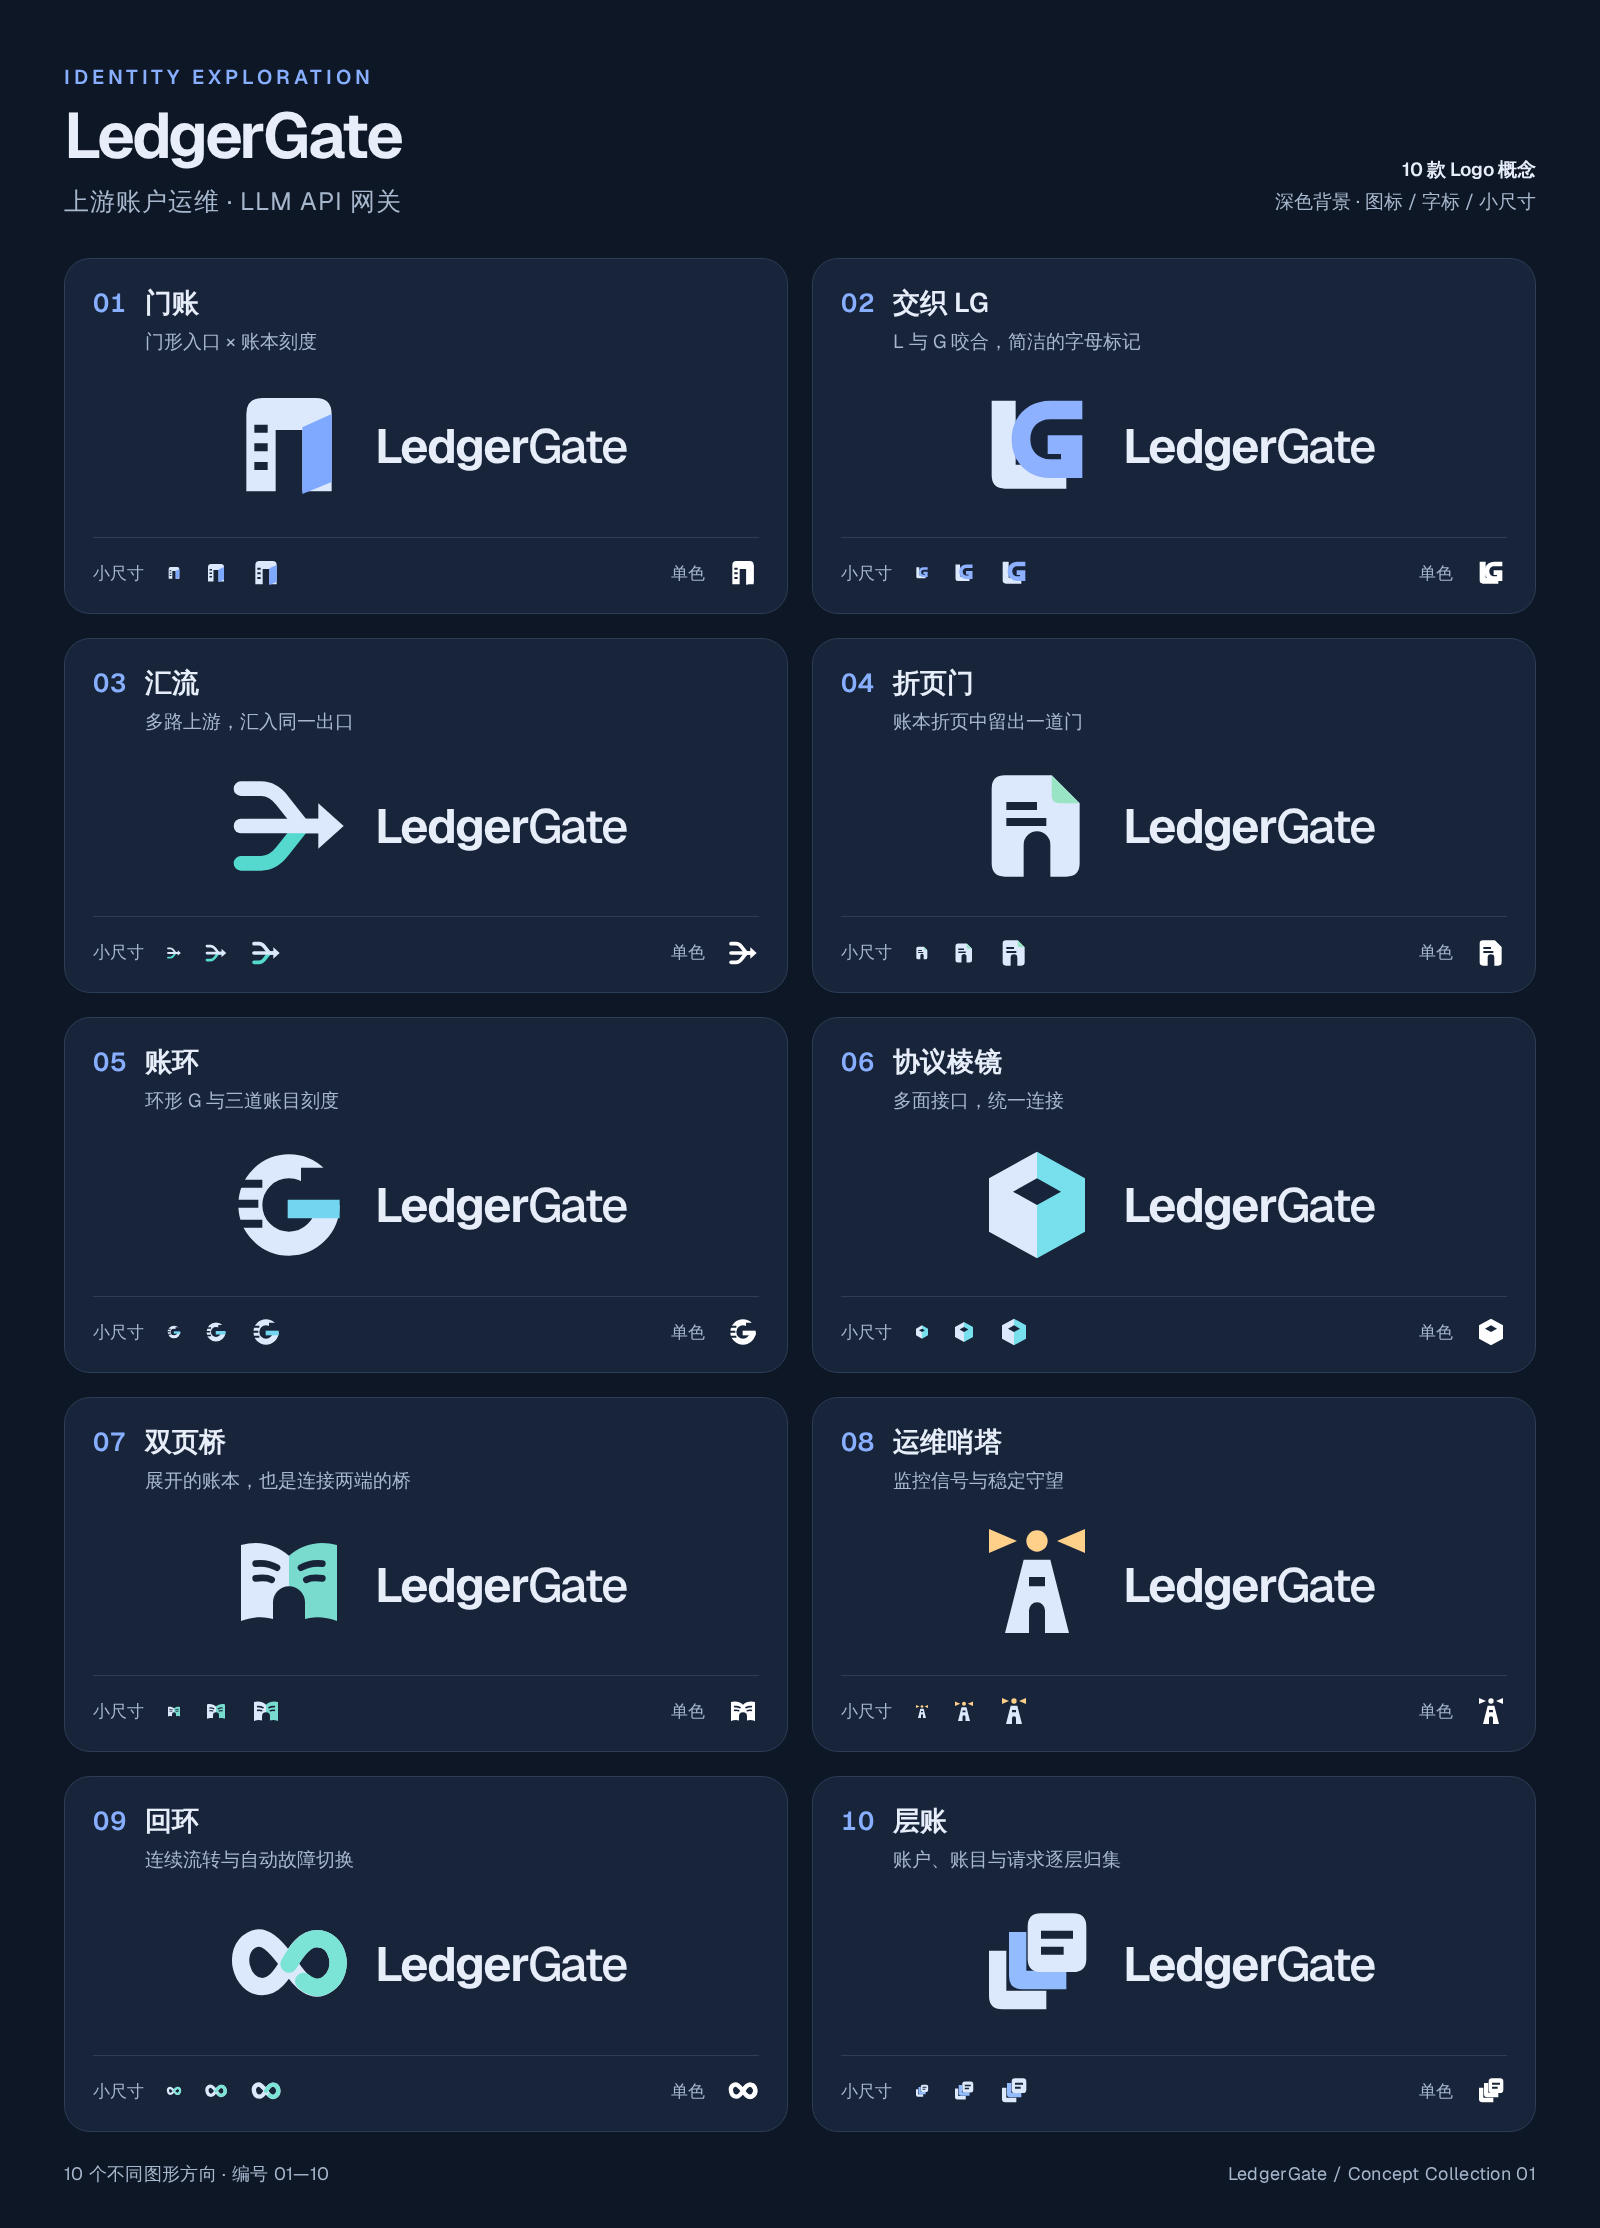 IDENTITY EXPLORATION
LedgerGate
上游账户运维 · LLM API 网关
10 款 Logo 概念
深色背景 · 图标 / 字标 / 小尺寸
01 门账
门形入口 × 账本刻度
LedgerGate
小尺寸 单色
02 交织 LG
L 与 G 咬合，简洁的字母标记
LedgerGate
小尺寸 单色
03 汇流
多路上游，汇入同一出口
LedgerGate
小尺寸 单色
04 折页门
账本折页中留出一道门
LedgerGate
小尺寸 单色
05 账环
环形 G 与三道账目刻度
LedgerGate
小尺寸 单色
06 协议棱镜
多面接口，统一连接
LedgerGate
小尺寸 单色
07 双页桥
展开的账本，也是连接两端的桥
LedgerGate
小尺寸 单色
08 运维哨塔
监控信号与稳定守望
LedgerGate
小尺寸 单色
09 回环
连续流转与自动故障切换
LedgerGate
小尺寸 单色
10 层账
账户、账目与请求逐层归集
LedgerGate
小尺寸 单色
10 个不同图形方向 · 编号 01—10
LedgerGate / Concept Collection 01